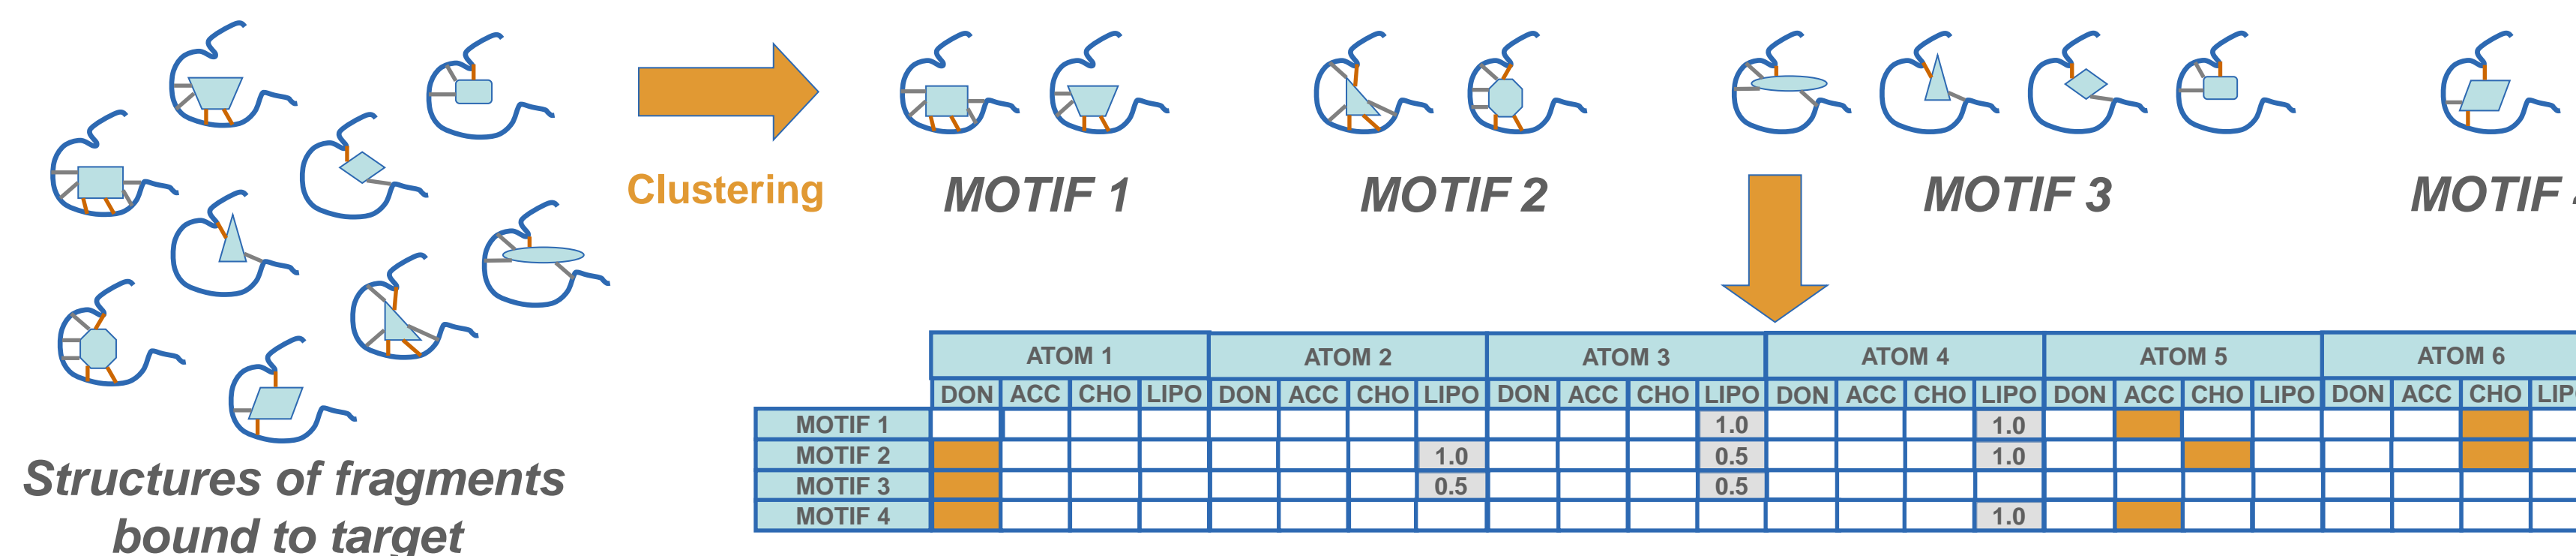 Clustering
MOTIF 1
MOTIF 2
MOTIF 3
MOTIF
Structures of fragments
bound to target
ATOM 1 ATOM 2 ATOM 3 ATOM 4 ATOM 5 ATOM 6
DON ACC CHO LIPO DON ACC CHO LIPO DON ACC CHO LIPO DON ACC CHO LIPO DON ACC CHO LIPO DON ACC CHO
MOTIF 1 1.0 1.0
MOTIF 2 1.0 0.5 1.0
MOTIF 3 0.5 0.5
MOTIF 4 1.0